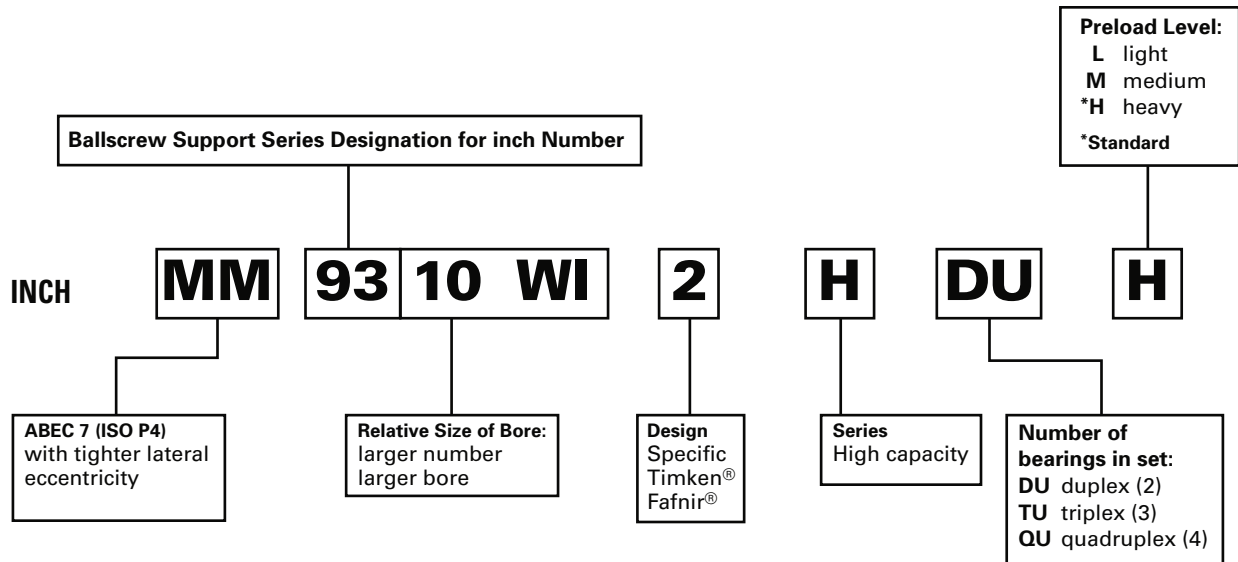 Preload Level:
L light
M medium
*H heavy
*Standard
Ballscrew Support Series Designation for inch Number
INCH MM 93 10 WI 2 H DU H
ABEC 7 (ISO P4)
with tighter lateral
eccentricity
Relative Size of Bore:
larger number
larger bore
Design
Specific
Timken®
Fafnir®
Series
High capacity
Number of
bearings in set:
DU duplex (2)
TU triplex (3)
QU quadruplex (4)